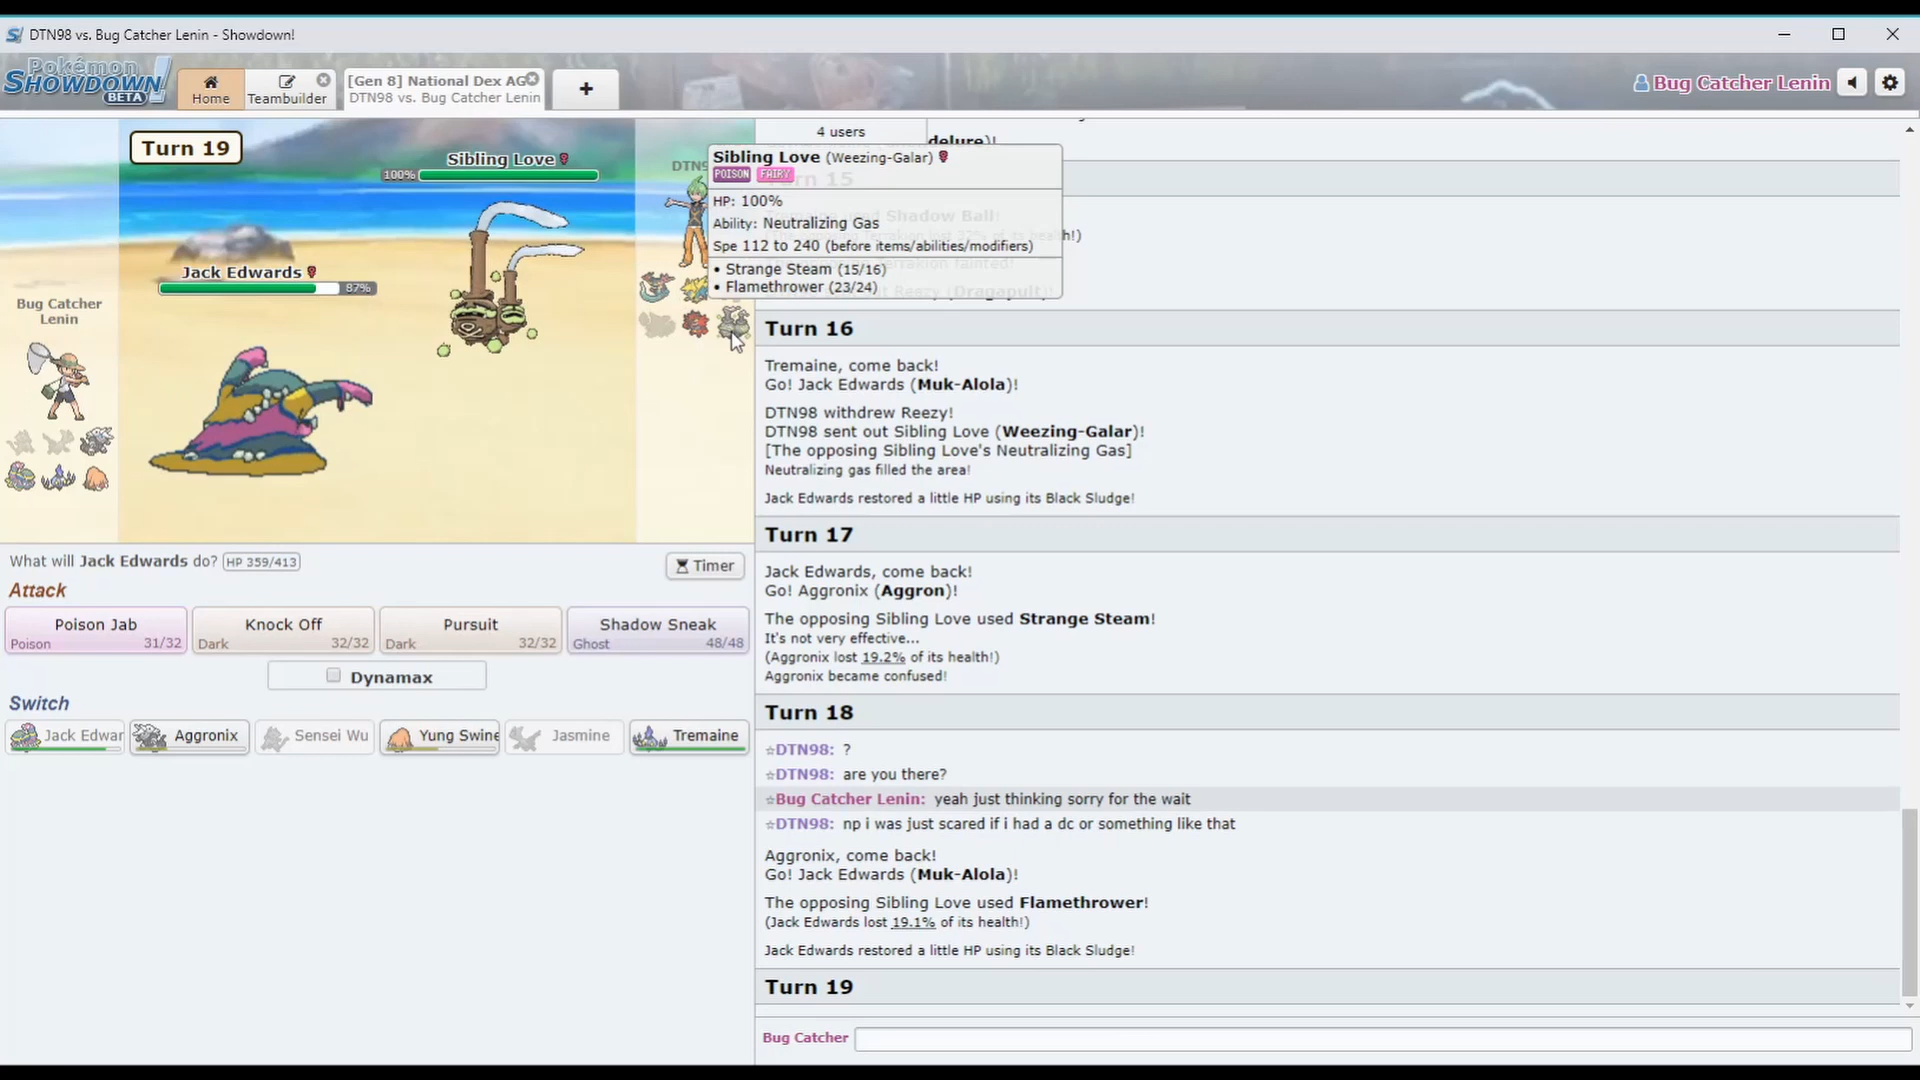 DTN98 vs. Bug Catcher Lenin - Showdown!
Pokémon
SHOWDOWN!
BETA
Home
Teambuilder
[Gen 8] National Dex AG
DTN98 vs. Bug Catcher Lenin
+
Bug Catcher Lenin
Turn 19
Sibling Love
100%
Jack Edwards
87%
Bug Catcher
Lenin
DTN9
4 users
delure)!
Sibling Love (Weezing-Galar)
POISON FAIRY
HP: 100%
Ability: Neutralizing Gas
Spe 112 to 240 (before items/abilities/modifiers)
• Strange Steam (15/16)
• Flamethrower (23/24)
Turn 15
used Shadow Ball!
Turn 16
Tremaine, come back!
Go! Jack Edwards (Muk-Alola)!
DTN98 withdrew Reezy!
DTN98 sent out Sibling Love (Weezing-Galar)!
[The opposing Sibling Love's Neutralizing Gas]
Neutralizing gas filled the area!
Jack Edwards restored a little HP using its Black Sludge!
Turn 17
Jack Edwards, come back!
Go! Aggronix (Aggron)!
The opposing Sibling Love used Strange Steam!
It's not very effective...
(Aggronix lost 19.2% of its health!)
Aggronix became confused!
Turn 18
☆DTN98: ?
☆DTN98: are you there?
☆Bug Catcher Lenin: yeah just thinking sorry for the wait
☆DTN98: np i was just scared if i had a dc or something like that
Aggronix, come back!
Go! Jack Edwards (Muk-Alola)!
The opposing Sibling Love used Flamethrower!
(Jack Edwards lost 19.1% of its health!)
Jack Edwards restored a little HP using its Black Sludge!
Turn 19
Bug Catcher
What will Jack Edwards do? HP 359/413
Timer
Attack
Poison Jab
Poison 31/32
Knock Off
Dark 32/32
Pursuit
Dark 32/32
Shadow Sneak
Ghost 48/48
Dynamax
Switch
Jack Edwar
Aggronix
Sensei Wu
Yung Swine
Jasmine
Tremaine